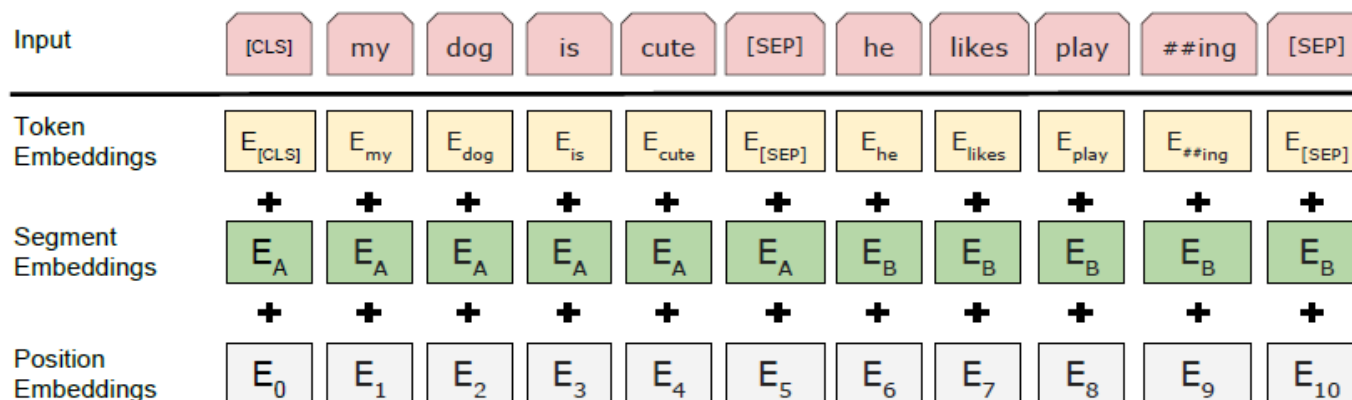 Input [CLS] my dog is cute [SEP] he likes play ##ing [SEP]
Token
Embeddings
E[CLS] Emy Edog Eis Ecute E[SEP] Ehe Elikes Eplay E##ing E[SEP]
+ + + + + + + + + + +
Segment
Embeddings
EA EA EA EA EA EA EB EB EB EB EB
+ + + + + + + + + + +
Position
Embeddings
E0 E1 E2 E3 E4 E5 E6 E7 E8 E9 E10